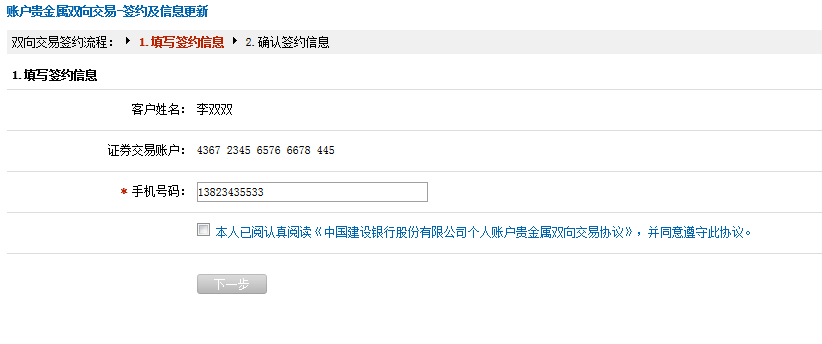 账户贵金属双向交易-签约及信息更新
双向交易签约流程： 1.填写签约信息 2.确认签约信息
1.填写签约信息
客户姓名： 李双双
证券交易账户： 4367 2345 6576 6678 445
* 手机号码： 13823435533
本人已阅认真阅读《中国建设银行股份有限公司个人账户贵金属双向交易协议》，并同意遵守此协议。
下一步